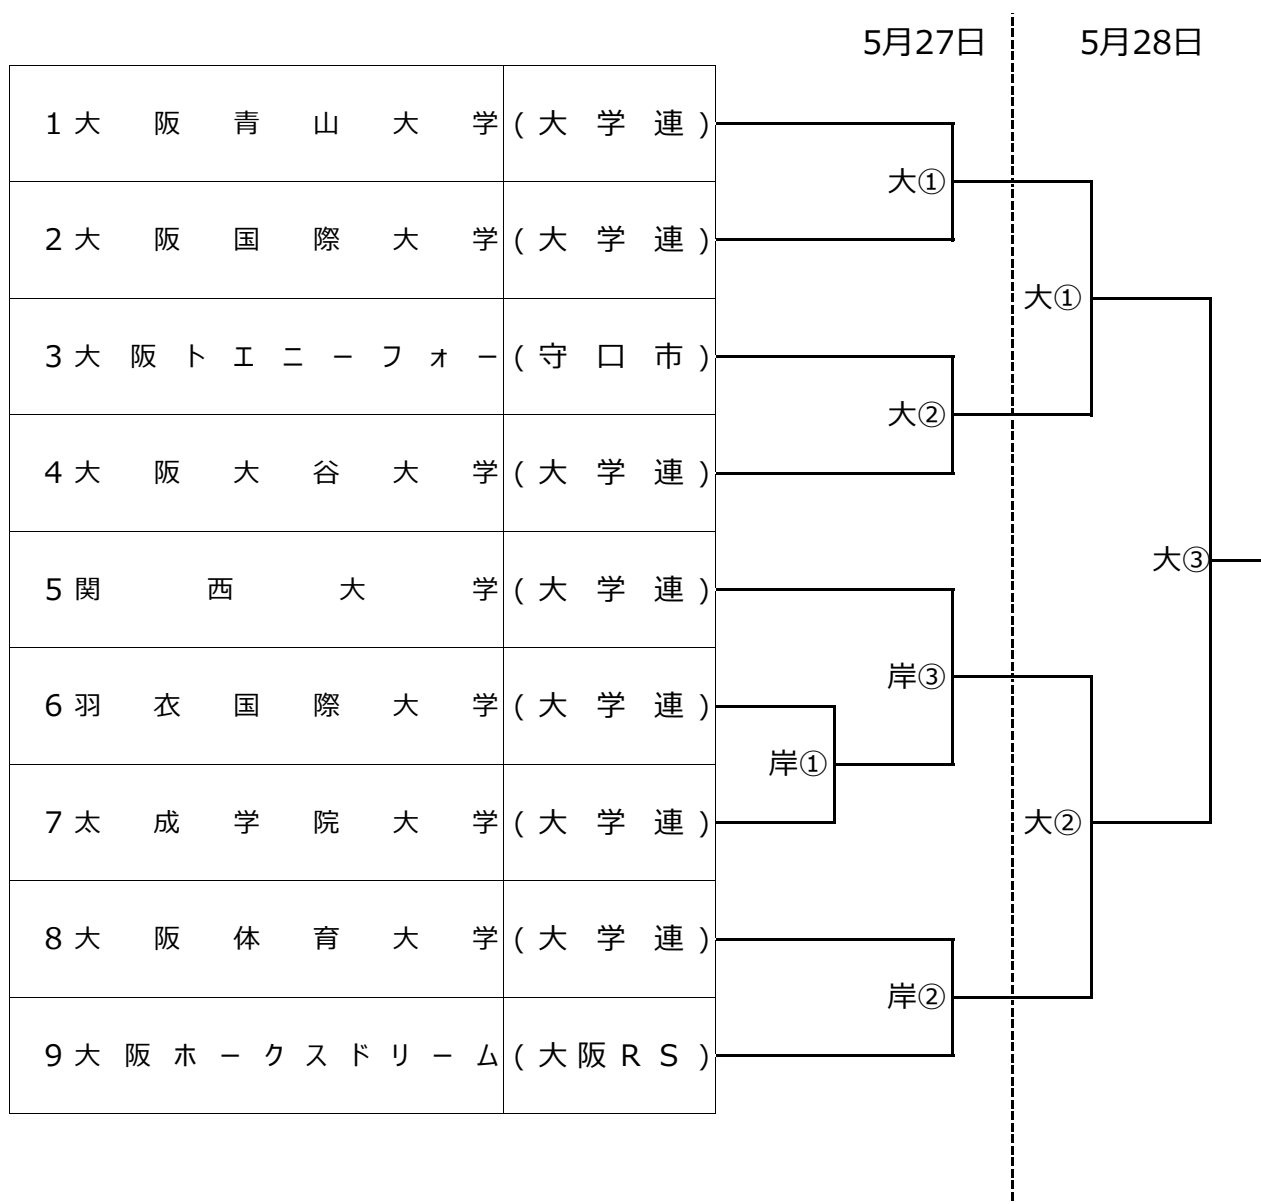 5月27日 5月28日
1 大阪青山大学 (大学連)
大①
2 大阪国際大学 (大学連)
大①
3 大阪トエニーフォー (守口市)
大②
4 大阪大谷大学 (大学連)
大③
5 関西大学 (大学連)
岸③
6 羽衣国際大学 (大学連)
岸①
7 太成学院大学 (大学連)
大②
8 大阪体育大学 (大学連)
岸②
9 大阪ホークスドリーム (大阪RS)